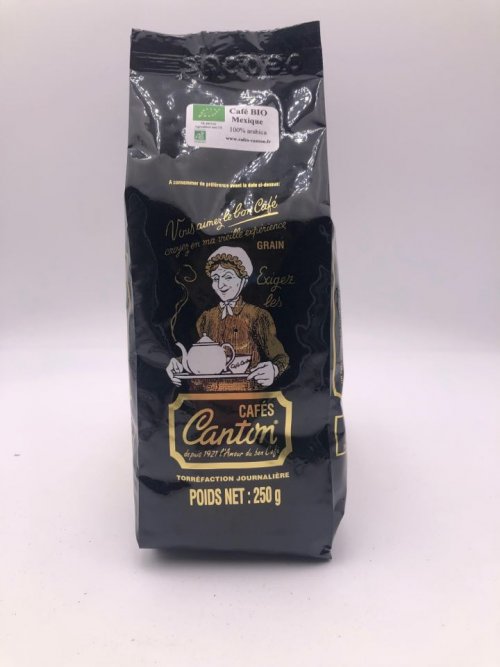 Café BIO
Mexique
100% arabica
www.cafes-canton.fr
A consommer de préférence avant la date ci-dessus:
Vous aimez le bon Café
croyez en ma vieille expérience
GRAIN
Exigez
les
CAFÉS
Canton
depuis 1921 l'Amour du bon Café
TORRÉFACTION JOURNALIÈRE
POIDS NET : 250 g